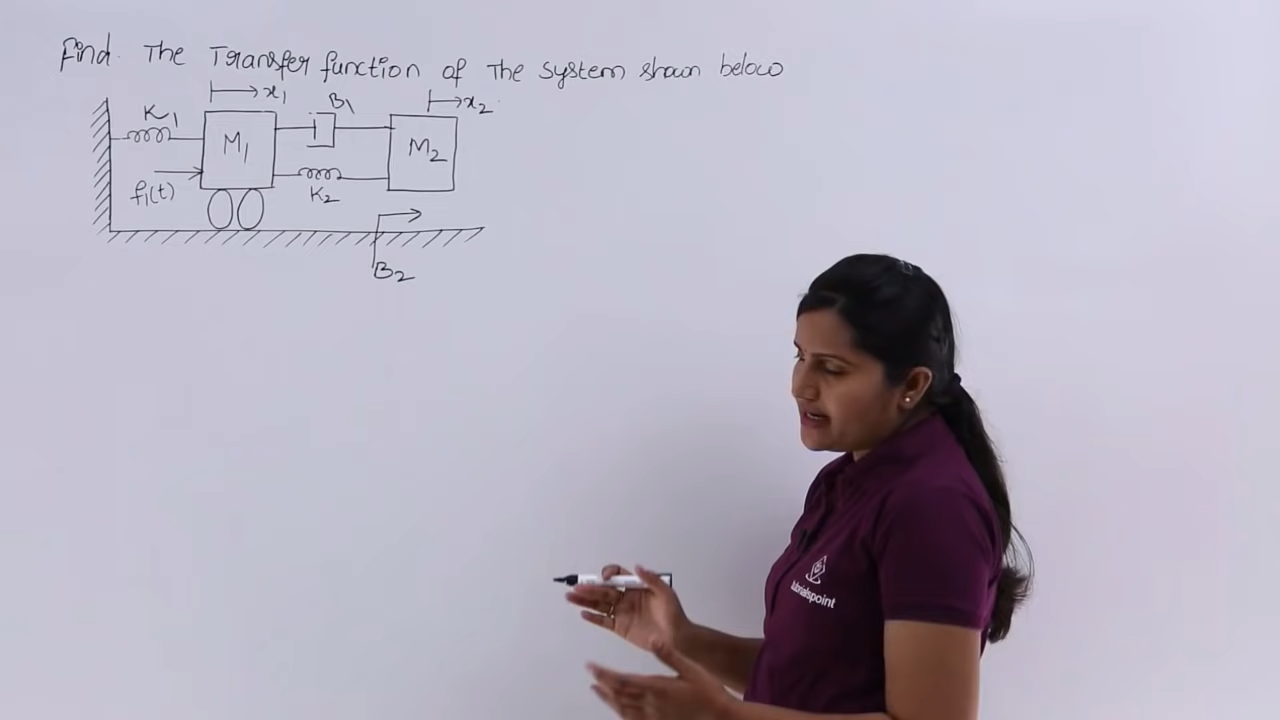 Find The Transfer function of The System shown below
x1
B1
x2
K1
M1
M2
f1(t)
K2
B2
tutorialspoint